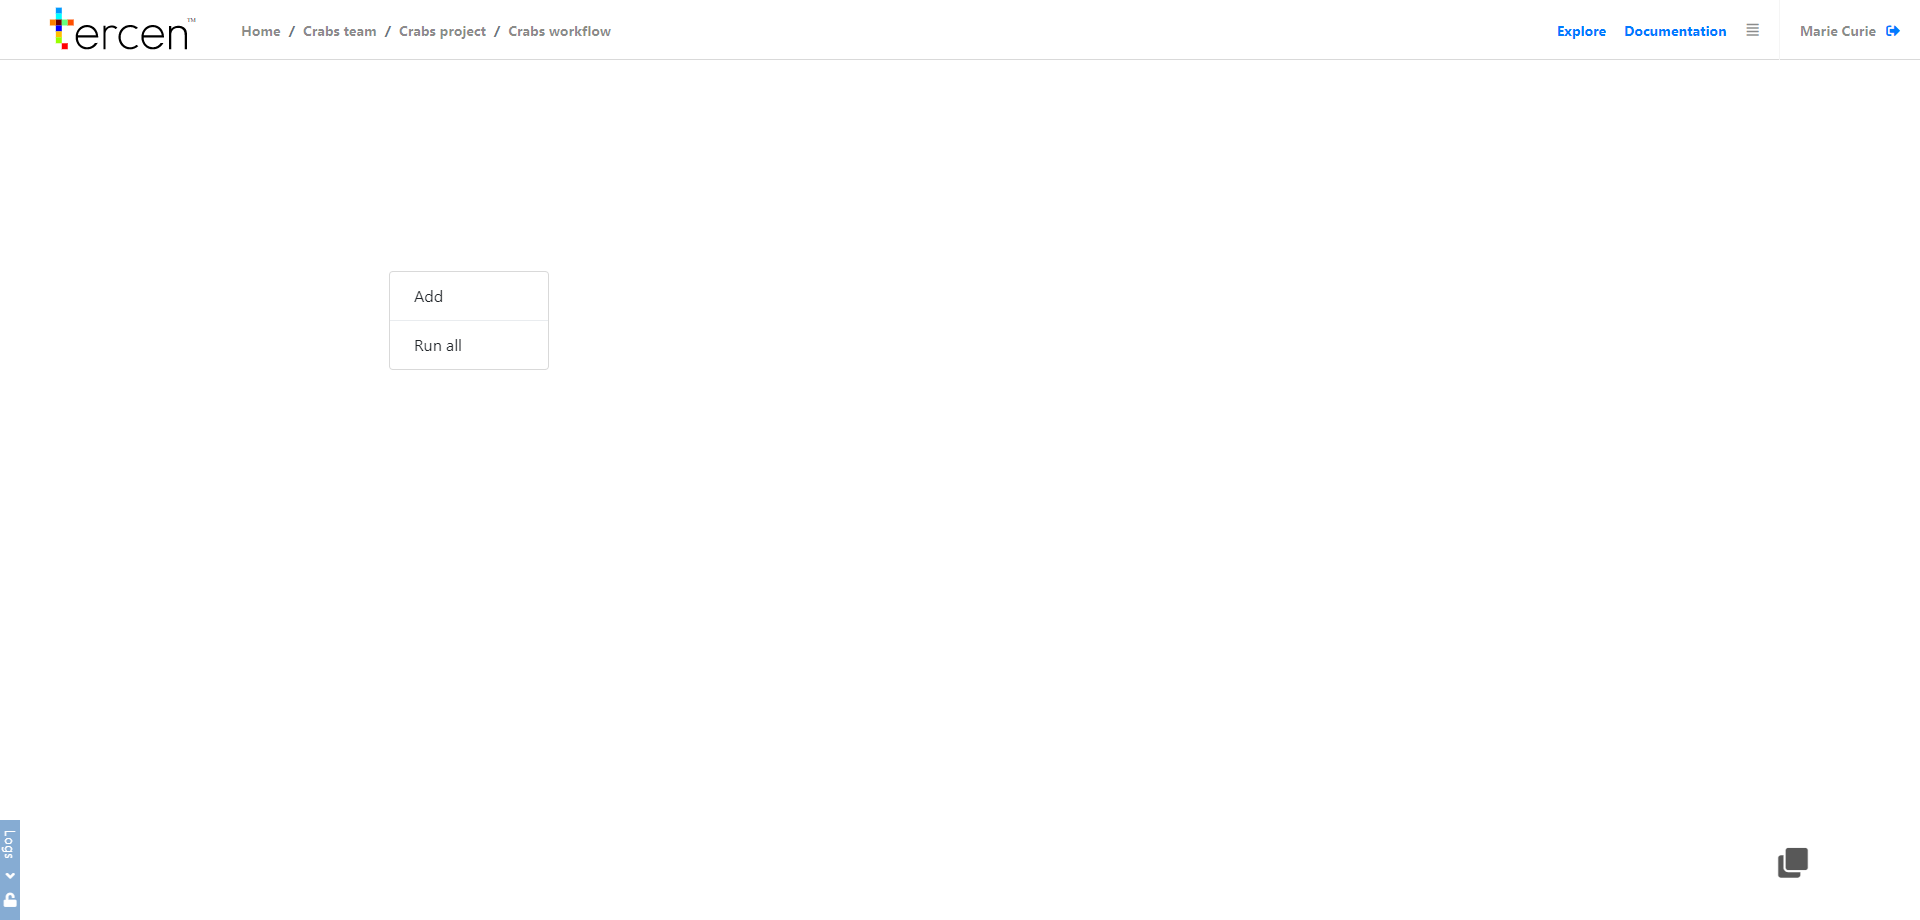 tercen™ Home / Crabs team / Crabs project / Crabs workflow Explore Documentation Marie Curie
Add
Run all
Logs